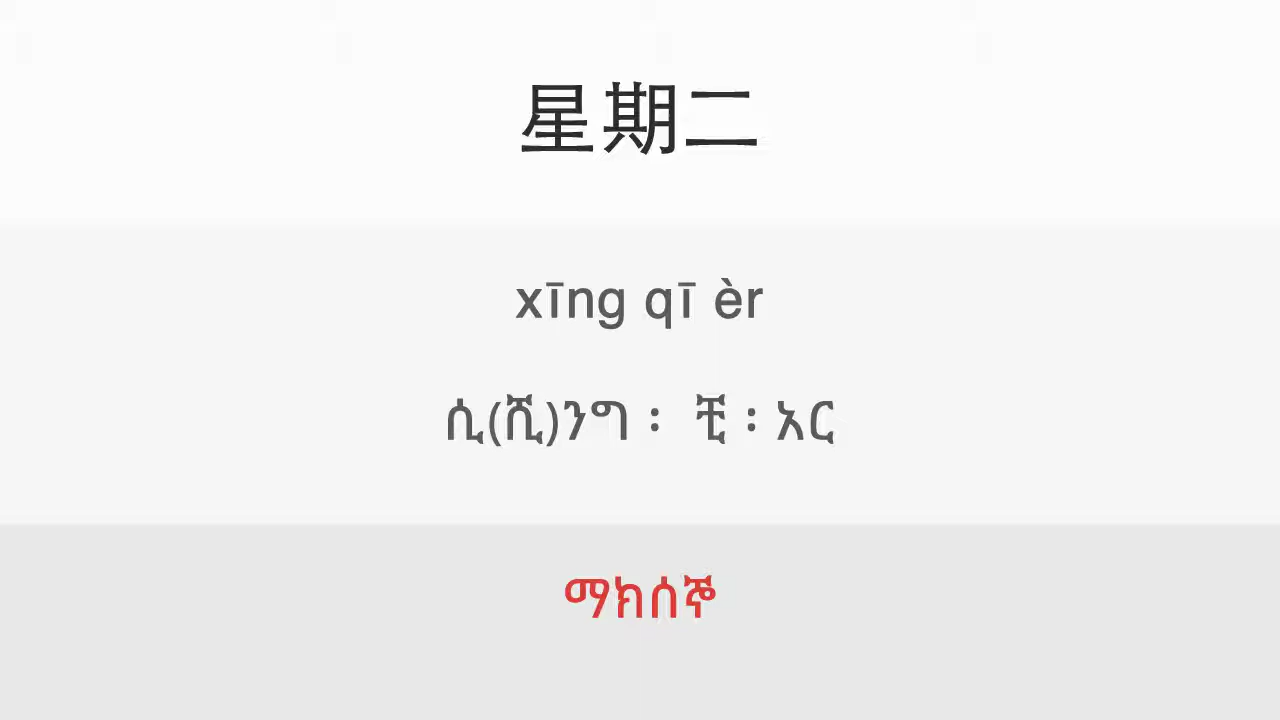 星期二
xīng qī èr
ሲ(ሺ)ንግ ፡ ቺ ፡ አር
ማክሰኞ